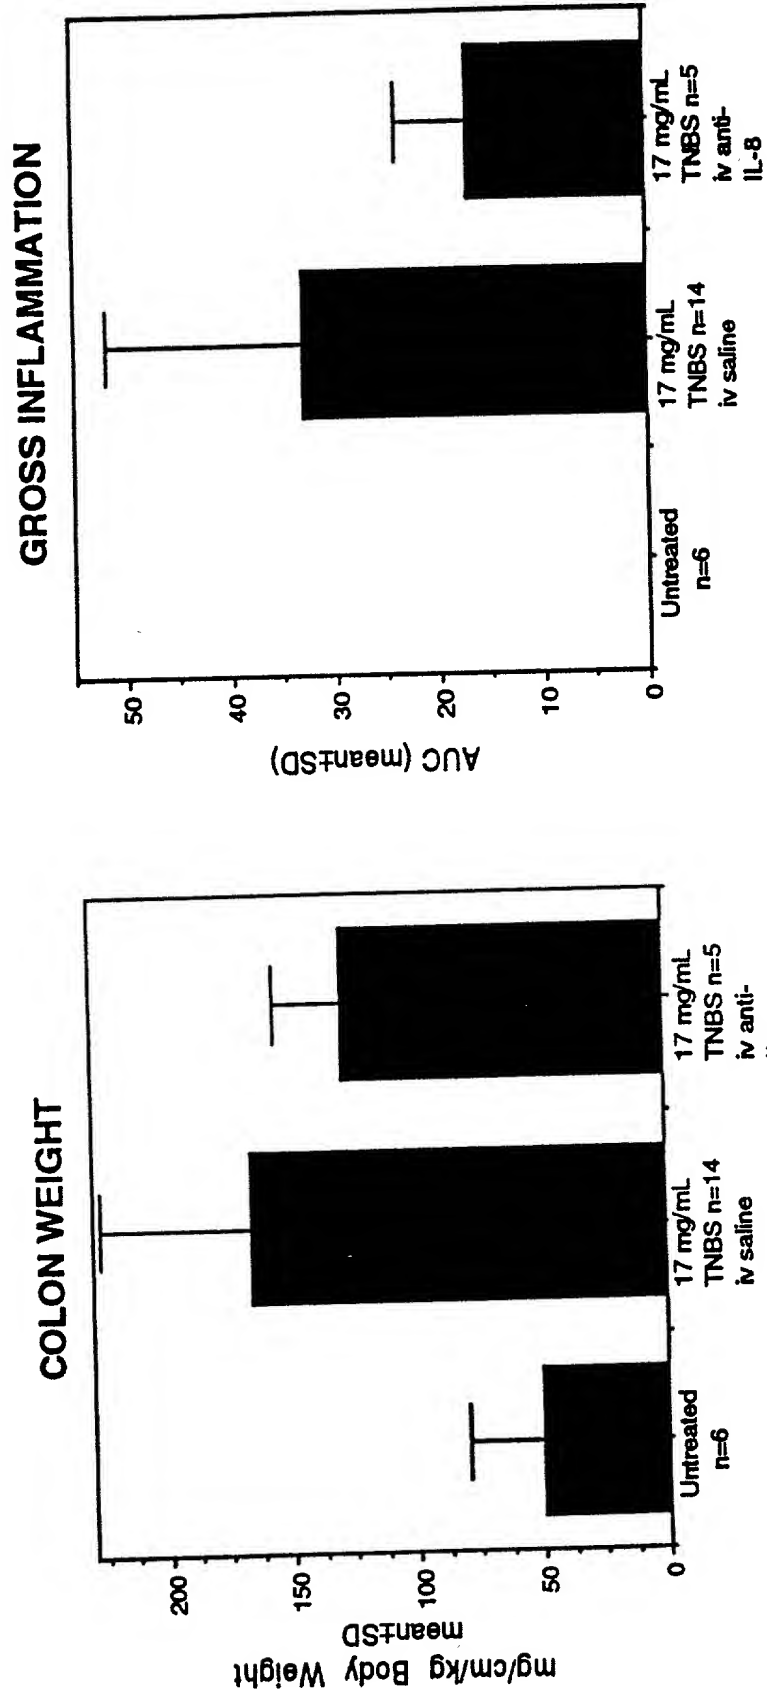 COLON WEIGHT
mg/cm/kg Body Weight
mean±SD
200
150
100
50
0
Untreated
n=6
17 mg/mL
TNBS n=14
iv saline
17 mg/mL
TNBS n=5
iv anti-
GROSS INFLAMMATION
AUC (mean±SD)
50
40
30
20
10
0
Untreated
n=6
17 mg/mL
TNBS n=14
iv saline
17 mg/mL
TNBS n=5
iv anti-
IL-8